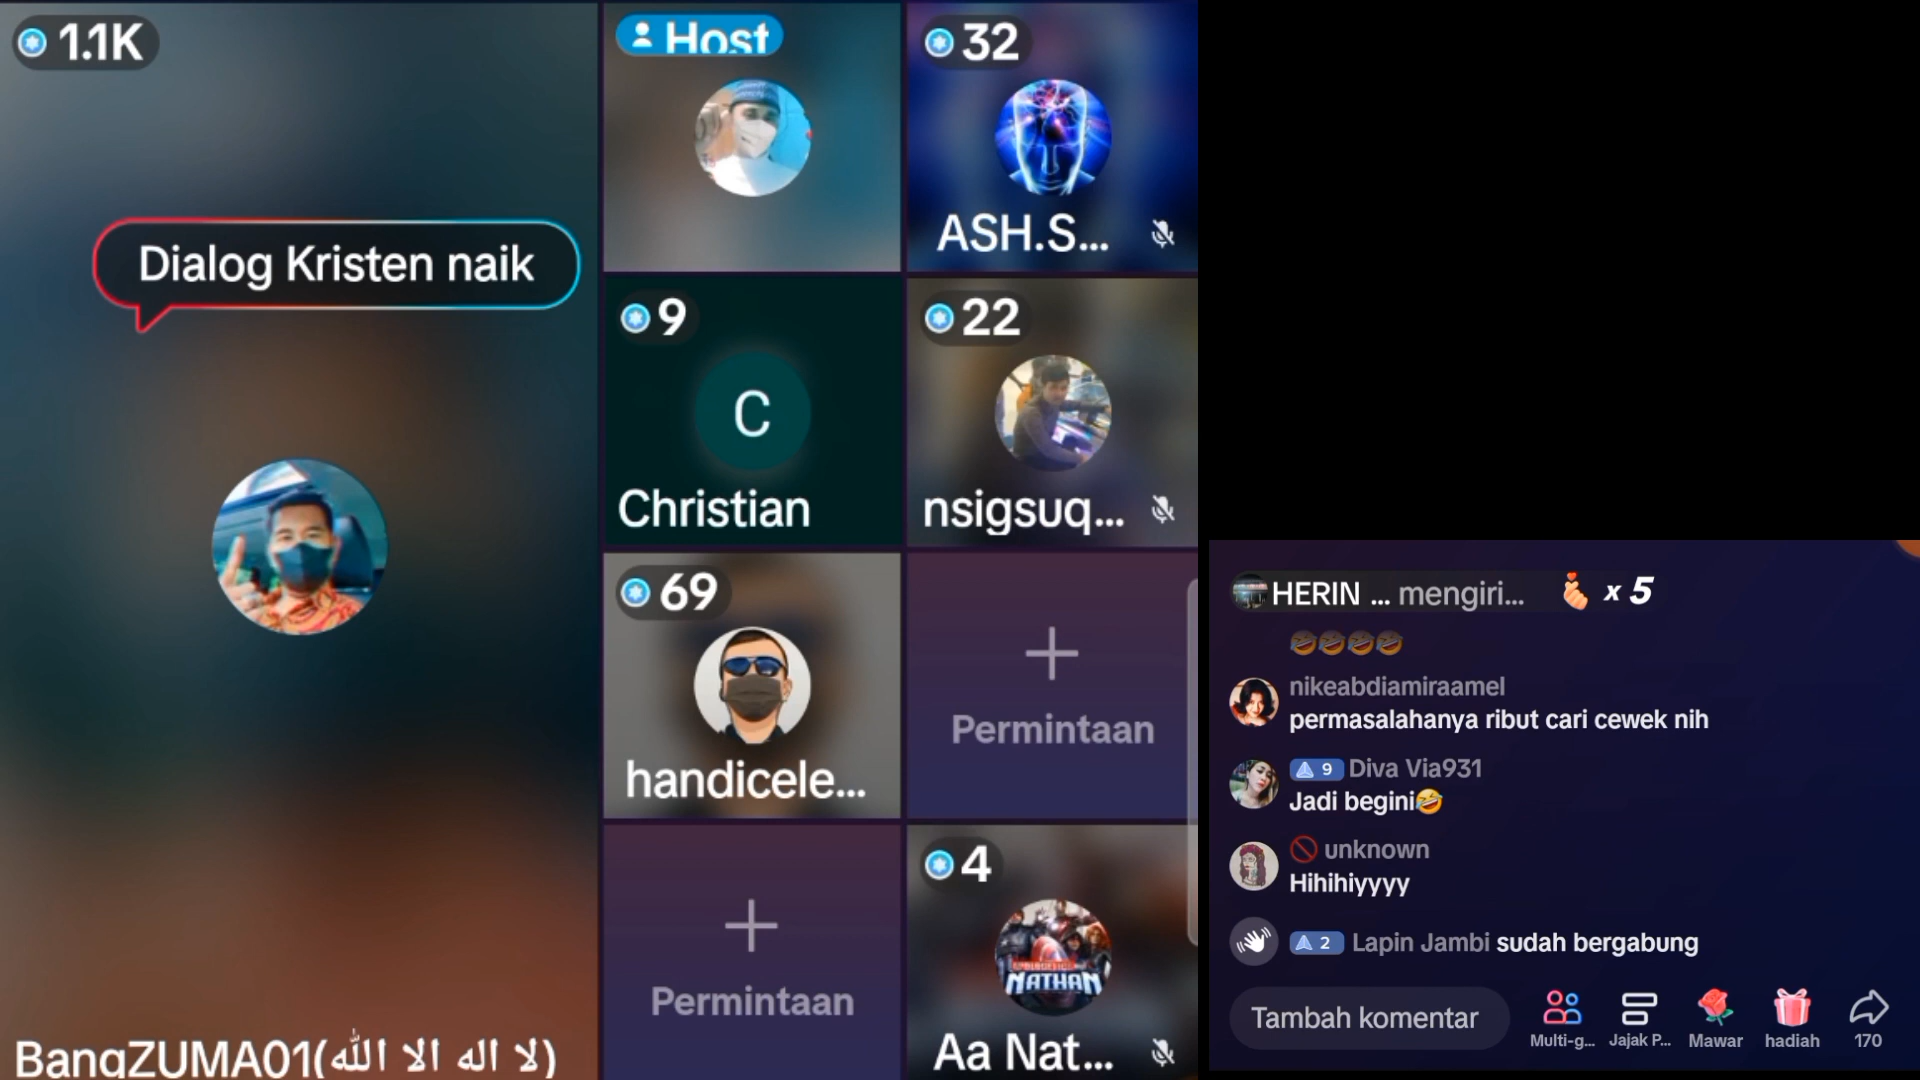 1.1K
Dialog Kristen naik
BangZUMA01(لا اله الا الله)
Host
32
ASH.S...
9
C
Christian
22
nsigsuq...
69
handicele...
Permintaan
Permintaan
4
NATHAN
Aa Nat...
HERIN ... mengiri... x 5
nikeabdiamiraamel
permasalahanya ribut cari cewek nih
9 Diva Via931
Jadi begini
unknown
Hihihiyyyy
2 Lapin Jambi sudah bergabung
Tambah komentar
Multi-g...
Jajak P...
Mawar
hadiah
170